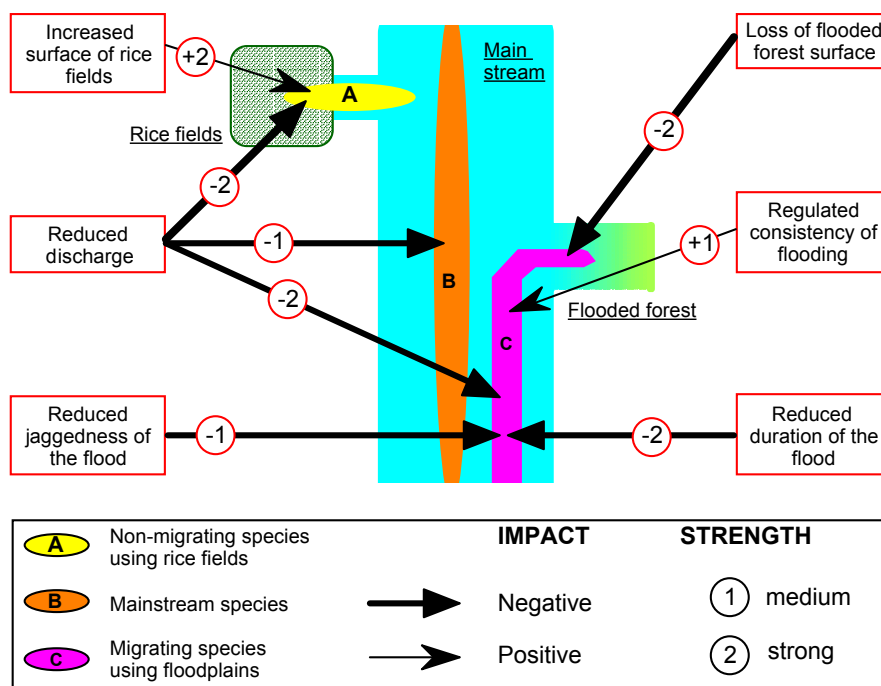 Increased
surface of rice
fields
+2
A
Rice fields
Main
stream
Loss of flooded
forest surface
-2
-2
Reduced
discharge
-1
-2
B
C
+1
Regulated
consistency of
flooding
Flooded forest
Reduced
jaggedness of
the flood
-1
-2
Reduced
duration of the
flood
A
Non-migrating species
using rice fields
B
Mainstream species
C
Migrating species
using floodplains
IMPACT
Negative
Positive
STRENGTH
1 medium
2 strong